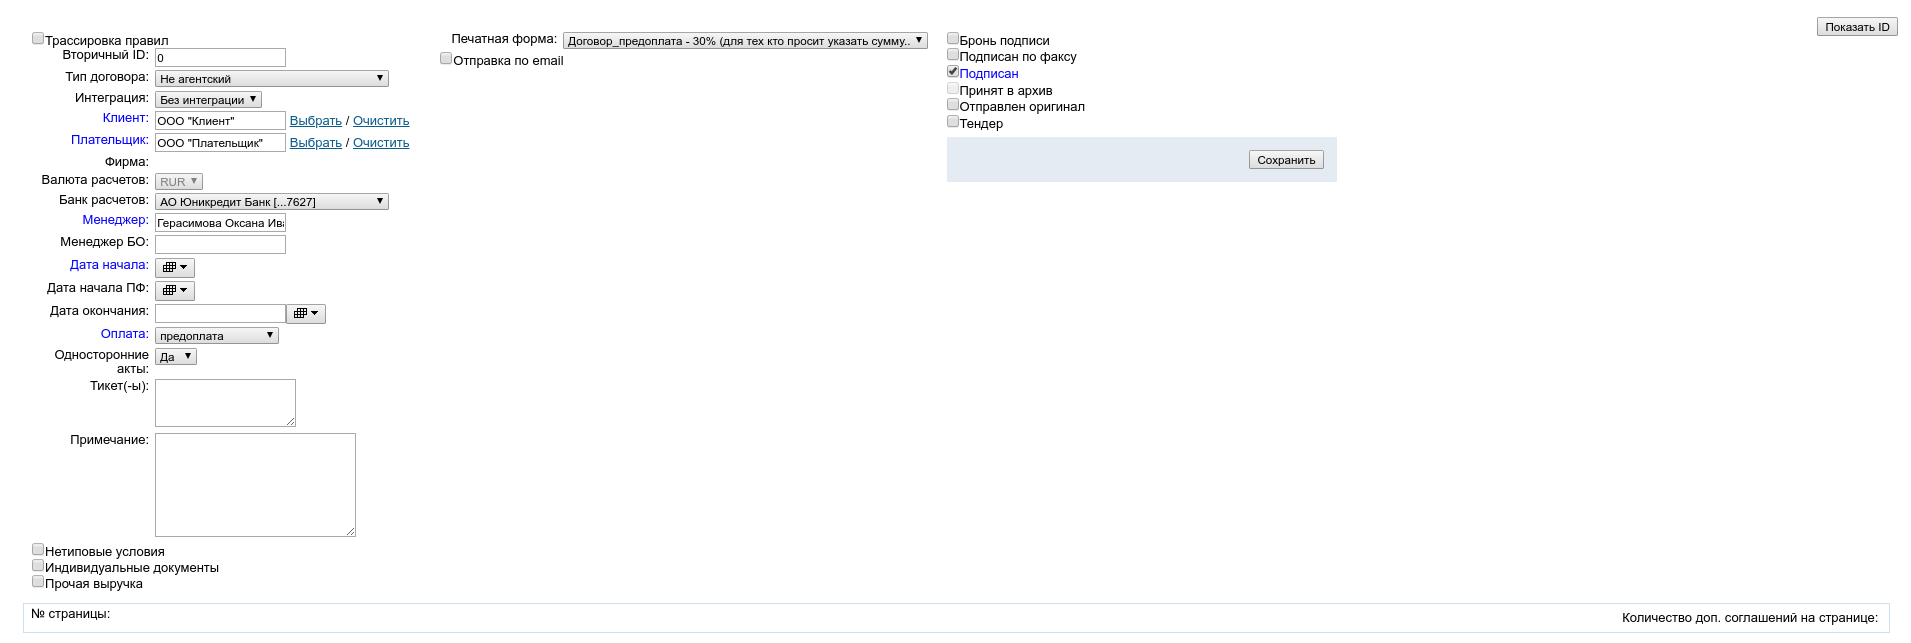 Показать ID
Трассировка правил
Вторичный ID: 0
Тип договора: Не агентский
Интеграция: Без интеграции
Клиент: ООО "Клиент" Выбрать / Очистить
Плательщик: ООО "Плательщик" Выбрать / Очистить
Фирма:
Валюта расчетов: RUR
Банк расчетов: АО Юникредит Банк [...7627]
Менеджер: Герасимова Оксана Ива
Менеджер БО:
Дата начала:
Дата начала ПФ:
Дата окончания:
Оплата: предоплата
Односторонние
акты: Да
Тикет(-ы):
Примечание:
Нетиповые условия
Индивидуальные документы
Прочая выручка
Печатная форма: Договор_предоплата - 30% (для тех кто просит указать сумму..
Отправка по email
Бронь подписи
Подписан по факсу
Подписан
Принят в архив
Отправлен оригинал
Тендер
Сохранить
№ страницы:
Количество доп. соглашений на странице: